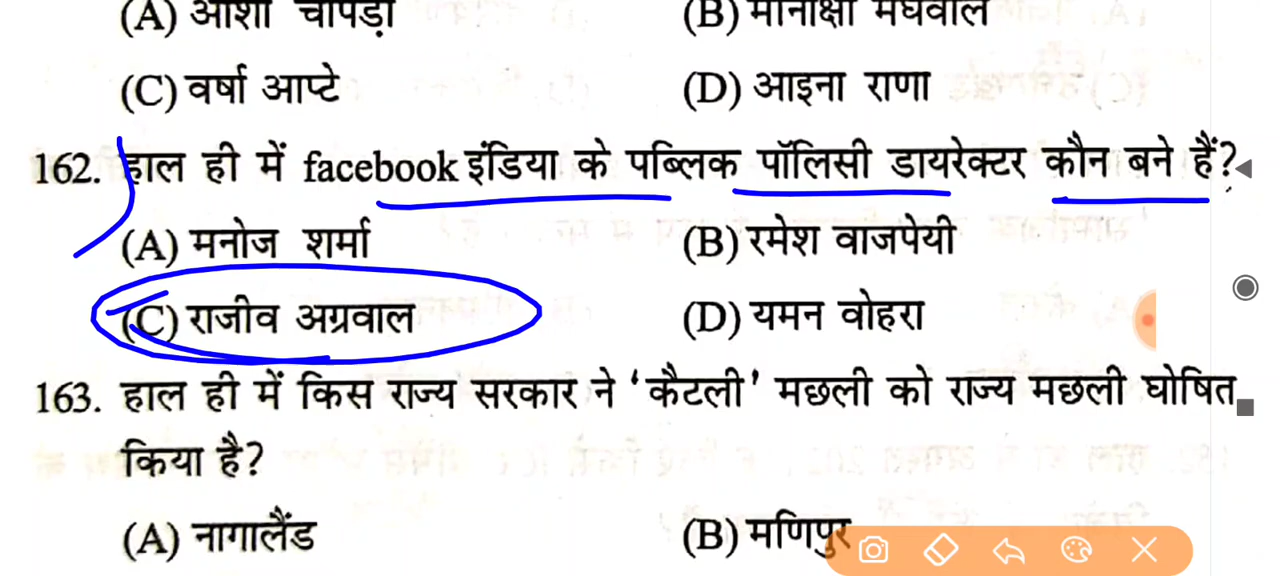 (A) आशा चोपड़ा (B) मीनाक्षी मेघवाल
(C) वर्षा आप्टे (D) आइना राणा
162. हाल ही में facebook इंडिया के पब्लिक पॉलिसी डायरेक्टर कौन बने हैं?
(A) मनोज शर्मा (B) रमेश वाजपेयी
(C) राजीव अग्रवाल (D) यमन वोहरा
163. हाल ही में किस राज्य सरकार ने ‘कैटली’ मछली को राज्य मछली घोषित
किया है?
(A) नागालैंड (B) मणिपुर